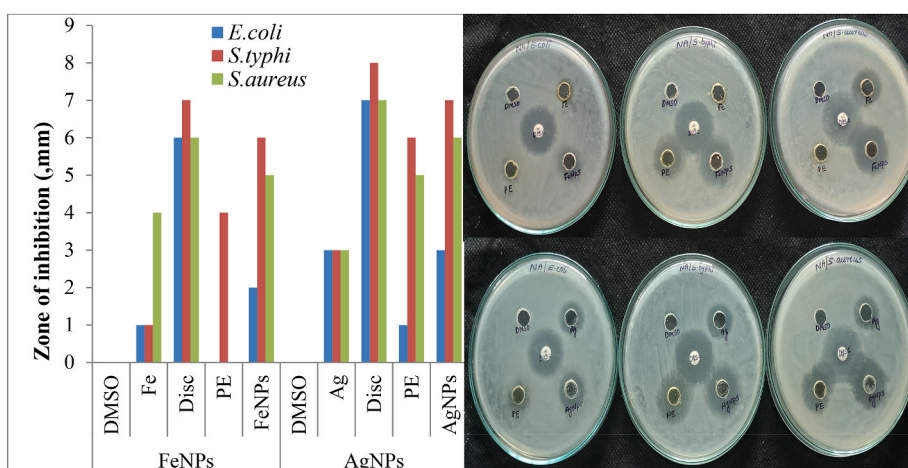 9
8
7
6
5
4
3
2
1
0
Zone of inhibition (,mm)
E.coli
S.typhi
S.aureus
DMSO
Fe
Disc
PE
FeNPs
DMSO
Ag
Disc
PE
AgNPs
FeNPs
AgNPs
NA/E.coli
DMSO
FE
PE
FeNPs
NA/S.typhi
DMSO
FE
PE
FeNPs
NA/S.aureus
DMSO
FE
PE
FeNPs
NA/E.coli
DMSO
Ag
PE
AgNPs
NA/S.typhi
DMSO
Ag
PE
AgNPs
NA/S.aureus
DMSO
Ag
PE
AgNPs